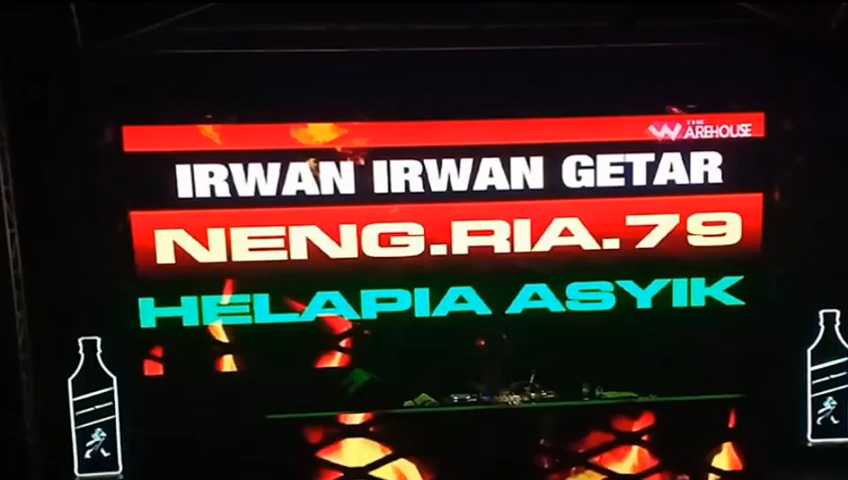 THE
WAREHOUSE
IRWAN IRWAN GETAR
NENG.RIA.79
HELAPIA ASYIK